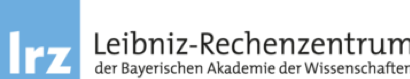 lrz
Leibniz-Rechenzentrum
der Bayerischen Akademie der Wissenschaften